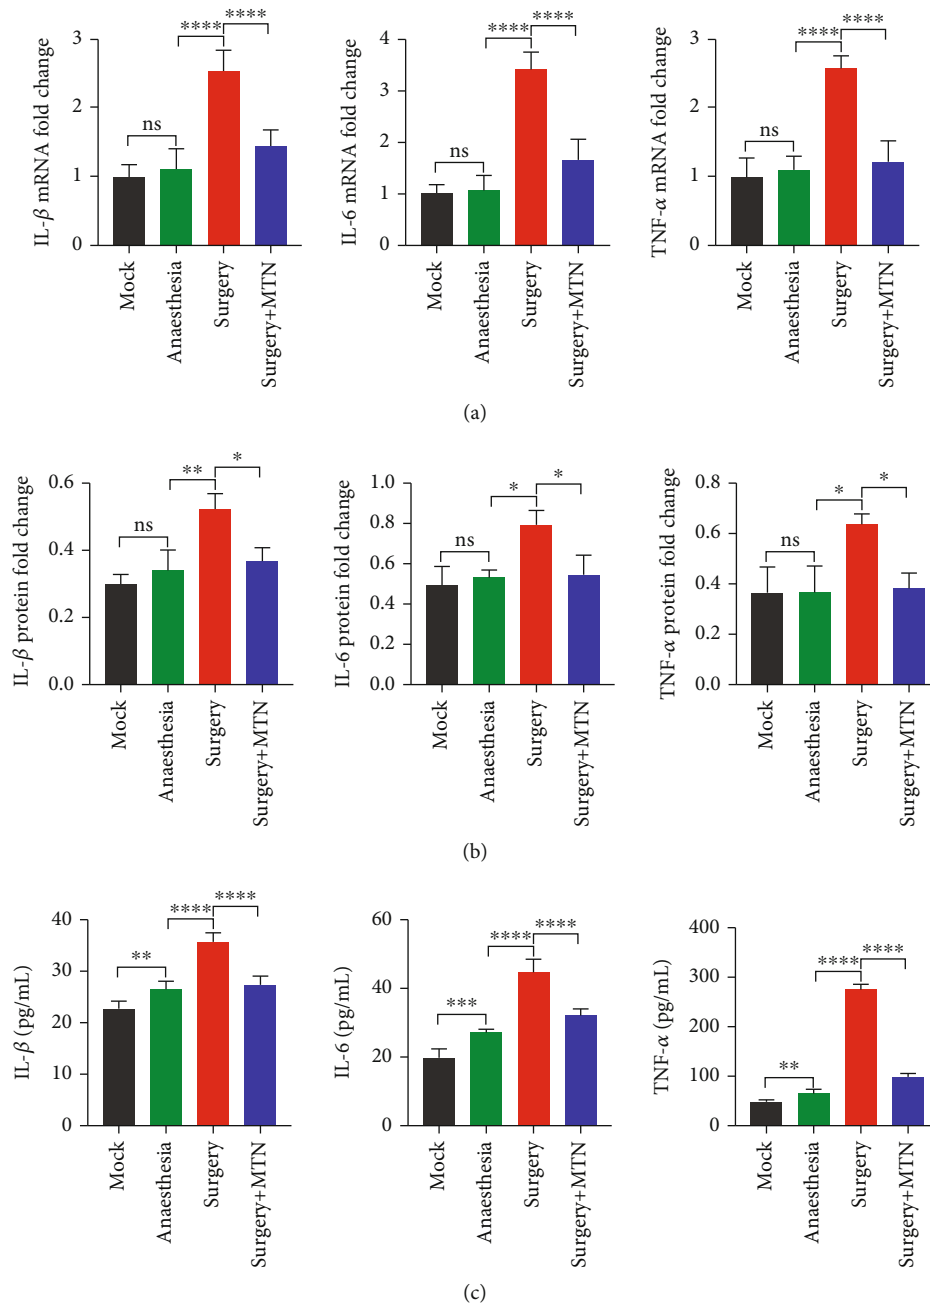 IL-β mRNA fold change
3
2
1
0
ns
****
****
Mock
Anaesthesia
Surgery
Surgery+MTN
IL-6 mRNA fold change
4
3
2
1
0
ns
****
****
Mock
Anaesthesia
Surgery
Surgery+MTN
TNF-α mRNA fold change
3
2
1
0
ns
****
****
Mock
Anaesthesia
Surgery
Surgery+MTN
(a)
IL-β protein fold change
0.6
0.4
0.2
0.0
ns
**
*
Mock
Anaesthesia
Surgery
Surgery+MTN
IL-6 protein fold change
1.0
0.8
0.6
0.4
0.2
0.0
ns
*
*
Mock
Anaesthesia
Surgery
Surgery+MTN
TNF-α protein fold change
0.8
0.6
0.4
0.2
0.0
ns
*
*
Mock
Anaesthesia
Surgery
Surgery+MTN
(b)
IL-β (pg/mL)
40
30
20
10
0
**
****
****
Mock
Anaesthesia
Surgery
Surgery+MTN
IL-6 (pg/mL)
60
40
20
0
***
****
****
Mock
Anaesthesia
Surgery
Surgery+MTN
TNF-α (pg/mL)
400
300
200
100
0
**
****
****
Mock
Anaesthesia
Surgery
Surgery+MTN
(c)